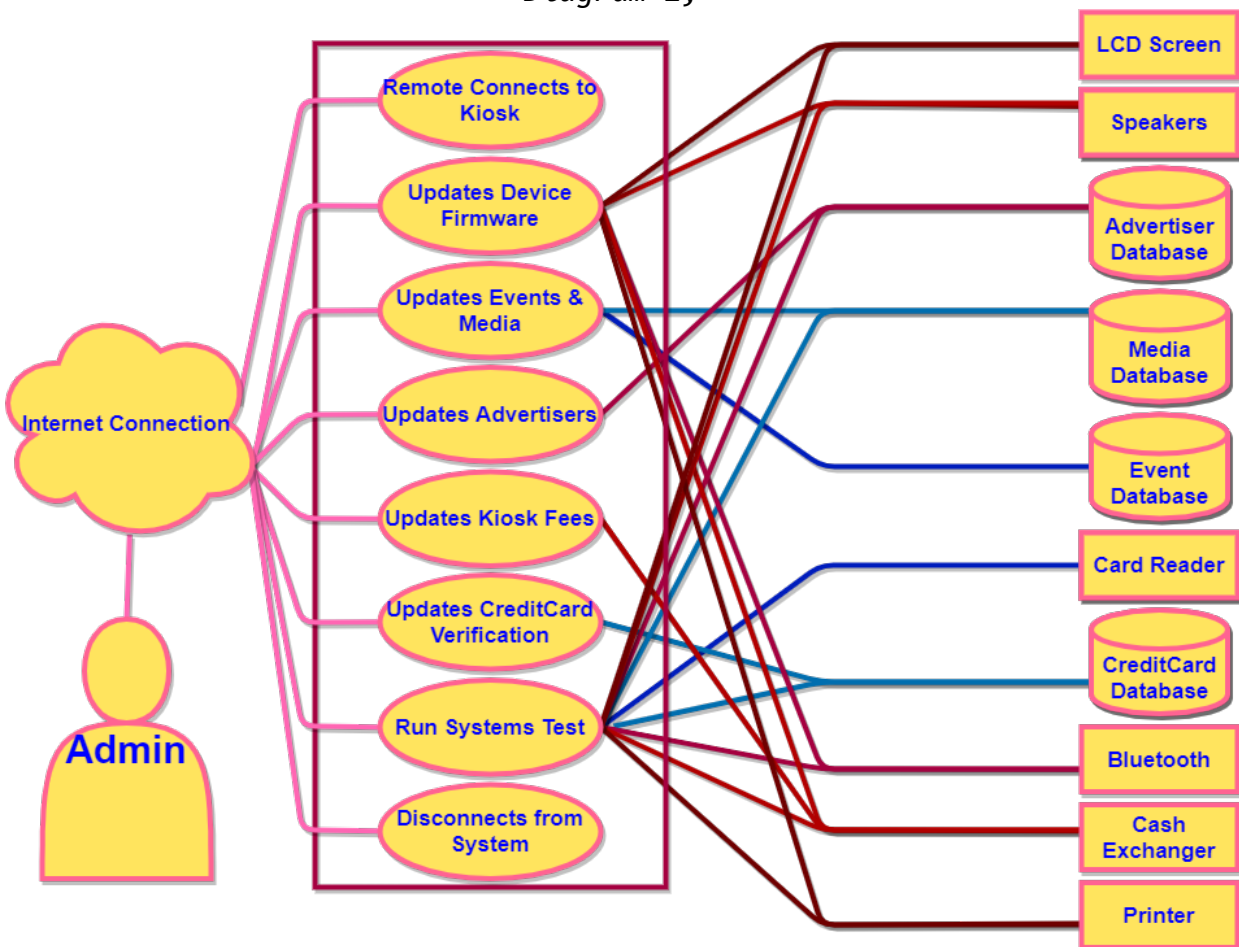 Diagram by
Remote Connects to
Kiosk
Updates Device
Firmware
Updates Events &
Media
Updates Advertisers
Updates Kiosk Fees
Updates CreditCard
Verification
Run Systems Test
Disconnects from
System
Internet Connection
Admin
LCD Screen
Speakers
Advertiser
Database
Media
Database
Event
Database
Card Reader
CreditCard
Database
Bluetooth
Cash
Exchanger
Printer